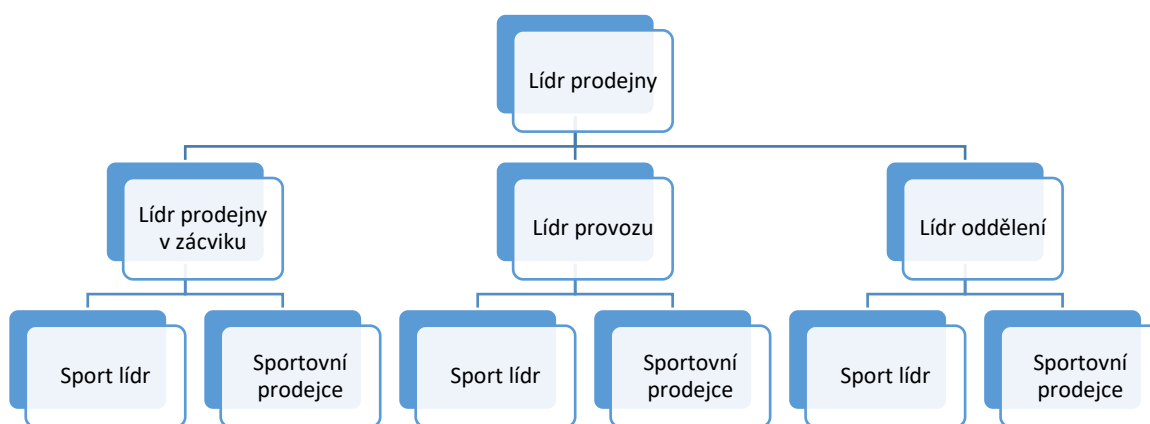 Lídr prodejny
Lídr prodejny
v zácviku
Lídr provozu
Lídr oddělení
Sport lídr
Sportovní
prodejce
Sport lídr
Sportovní
prodejce
Sport lídr
Sportovní
prodejce